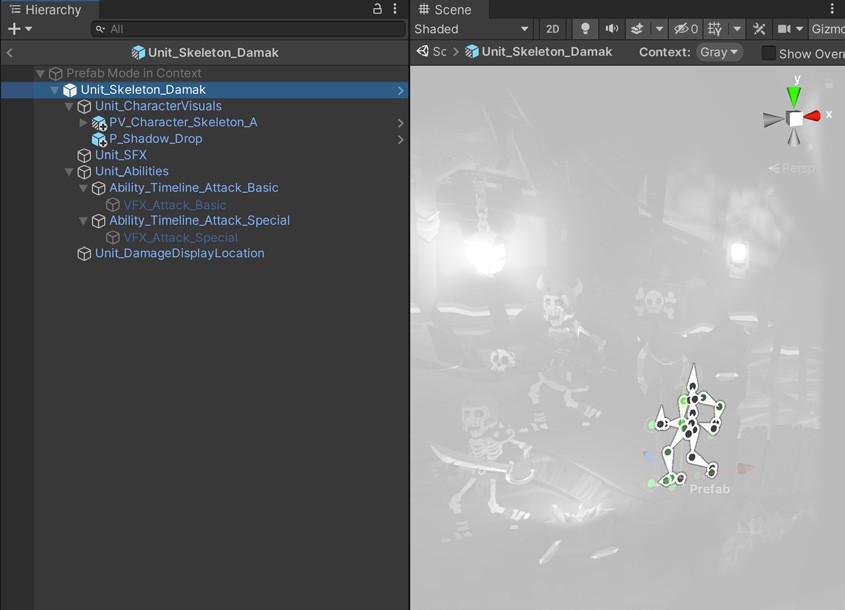 Hierarchy
All
Unit_Skeleton_Damak
Prefab Mode in Context
Unit_Skeleton_Damak
Unit_CharacterVisuals
PV_Character_Skeleton_A
P_Shadow_Drop
Unit_SFX
Unit_Abilities
Ability_Timeline_Attack_Basic
VFX_Attack_Basic
Ability_Timeline_Attack_Special
VFX_Attack_Special
Unit_DamageDisplayLocation
Scene
Shaded 2D 0 Gizmo
Sc Unit_Skeleton_Damak Context: Gray Show Over
y
x
Persp
Prefab